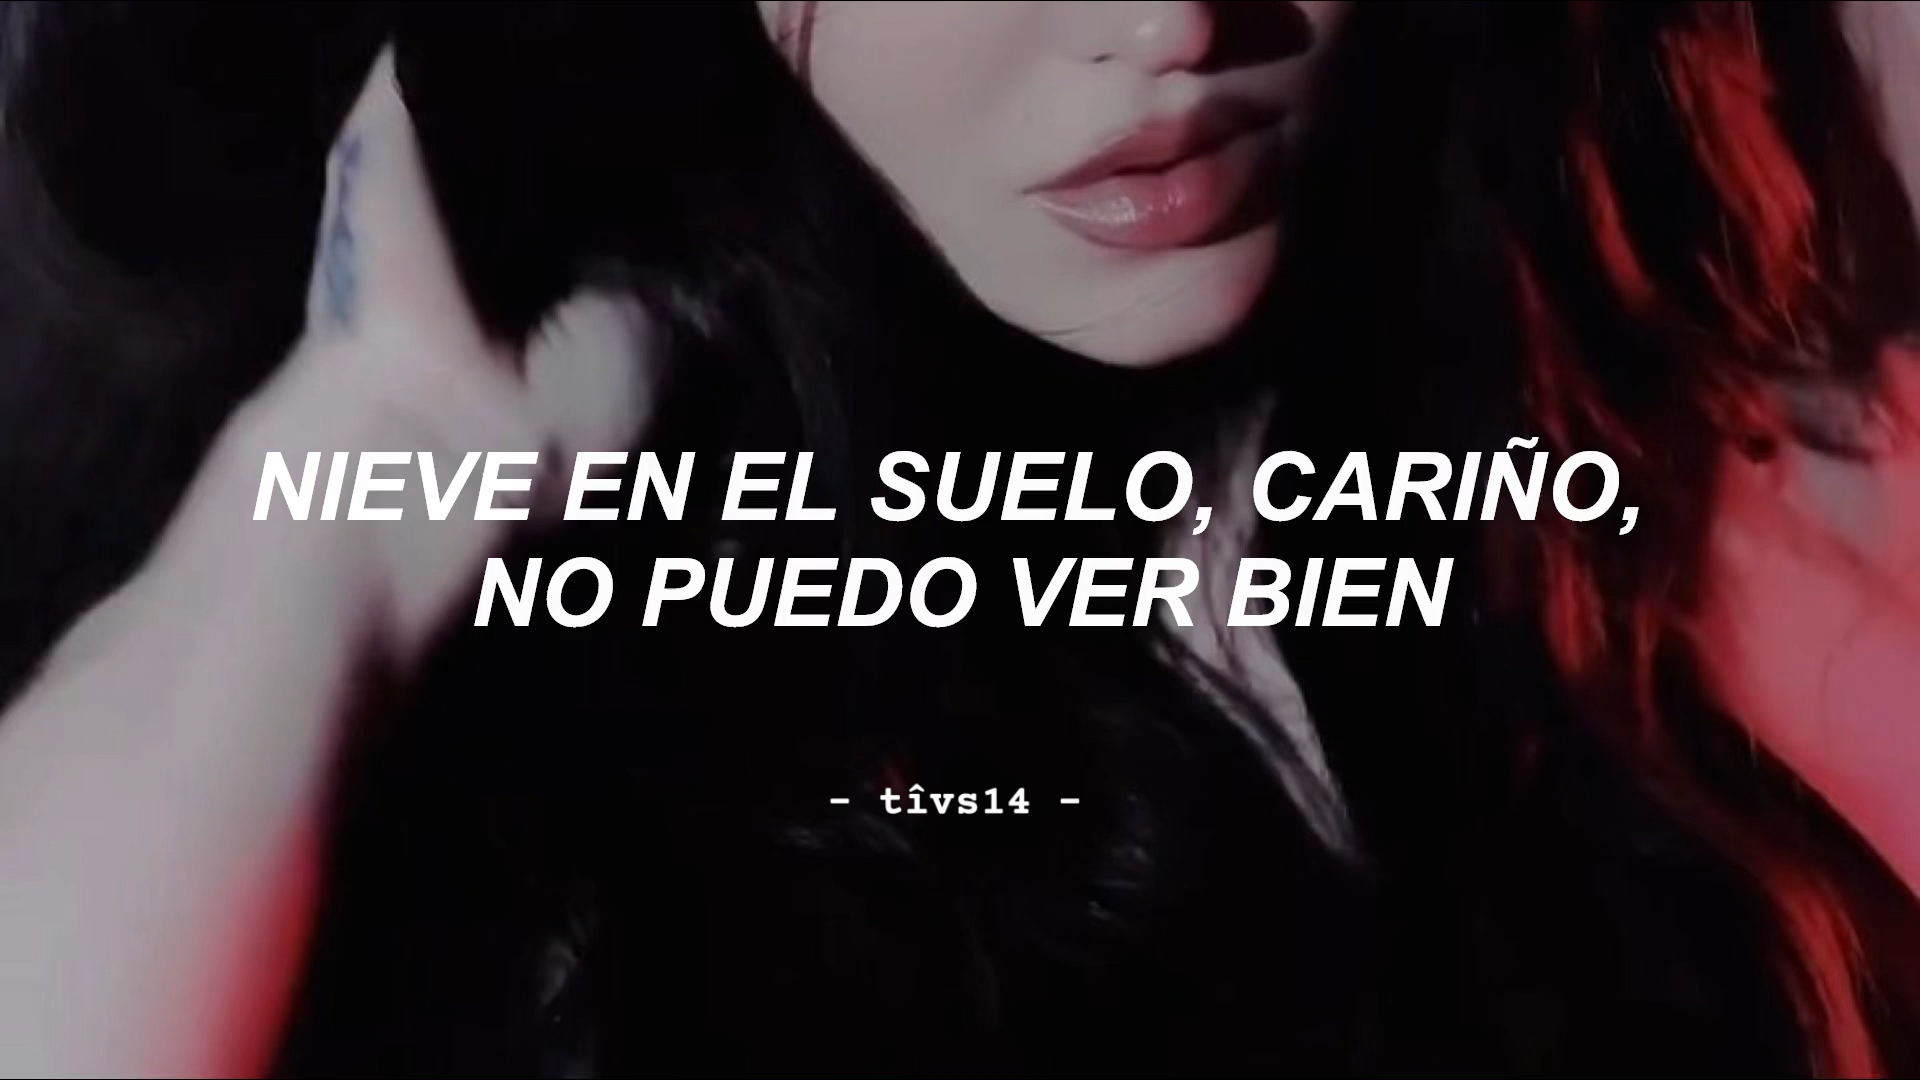 NIEVE EN EL SUELO, CARIÑO,
NO PUEDO VER BIEN
- tîvs14 -